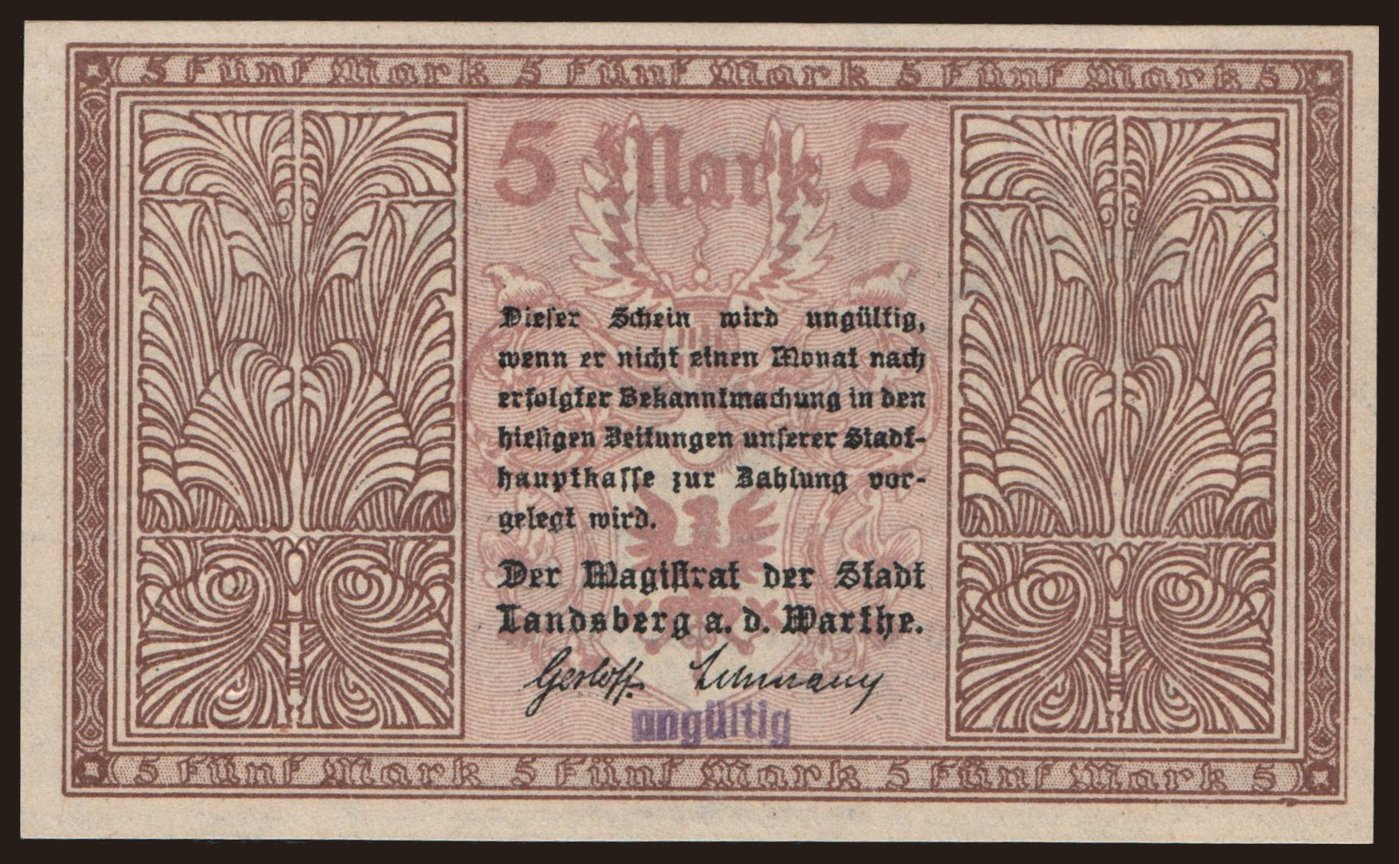 5 Fünf Mark 5 Fünf Mark 5 Fünf Mark 5
5 Mark 5
Dieser Schein wird ungültig,
wenn er nicht einen Monat nach
erfolgter Bekanntmachung in den
hiesigen Zeitungen unserer Stadt-
hauptkasse zur Zahlung vor-
gelegt wird.
Der Magistrat der Stadt
Landsberg a. d. Warthe.
Gerloff
ungültig
5 Fünf Mark 5 Fünf Mark 5 Fünf Mark 5